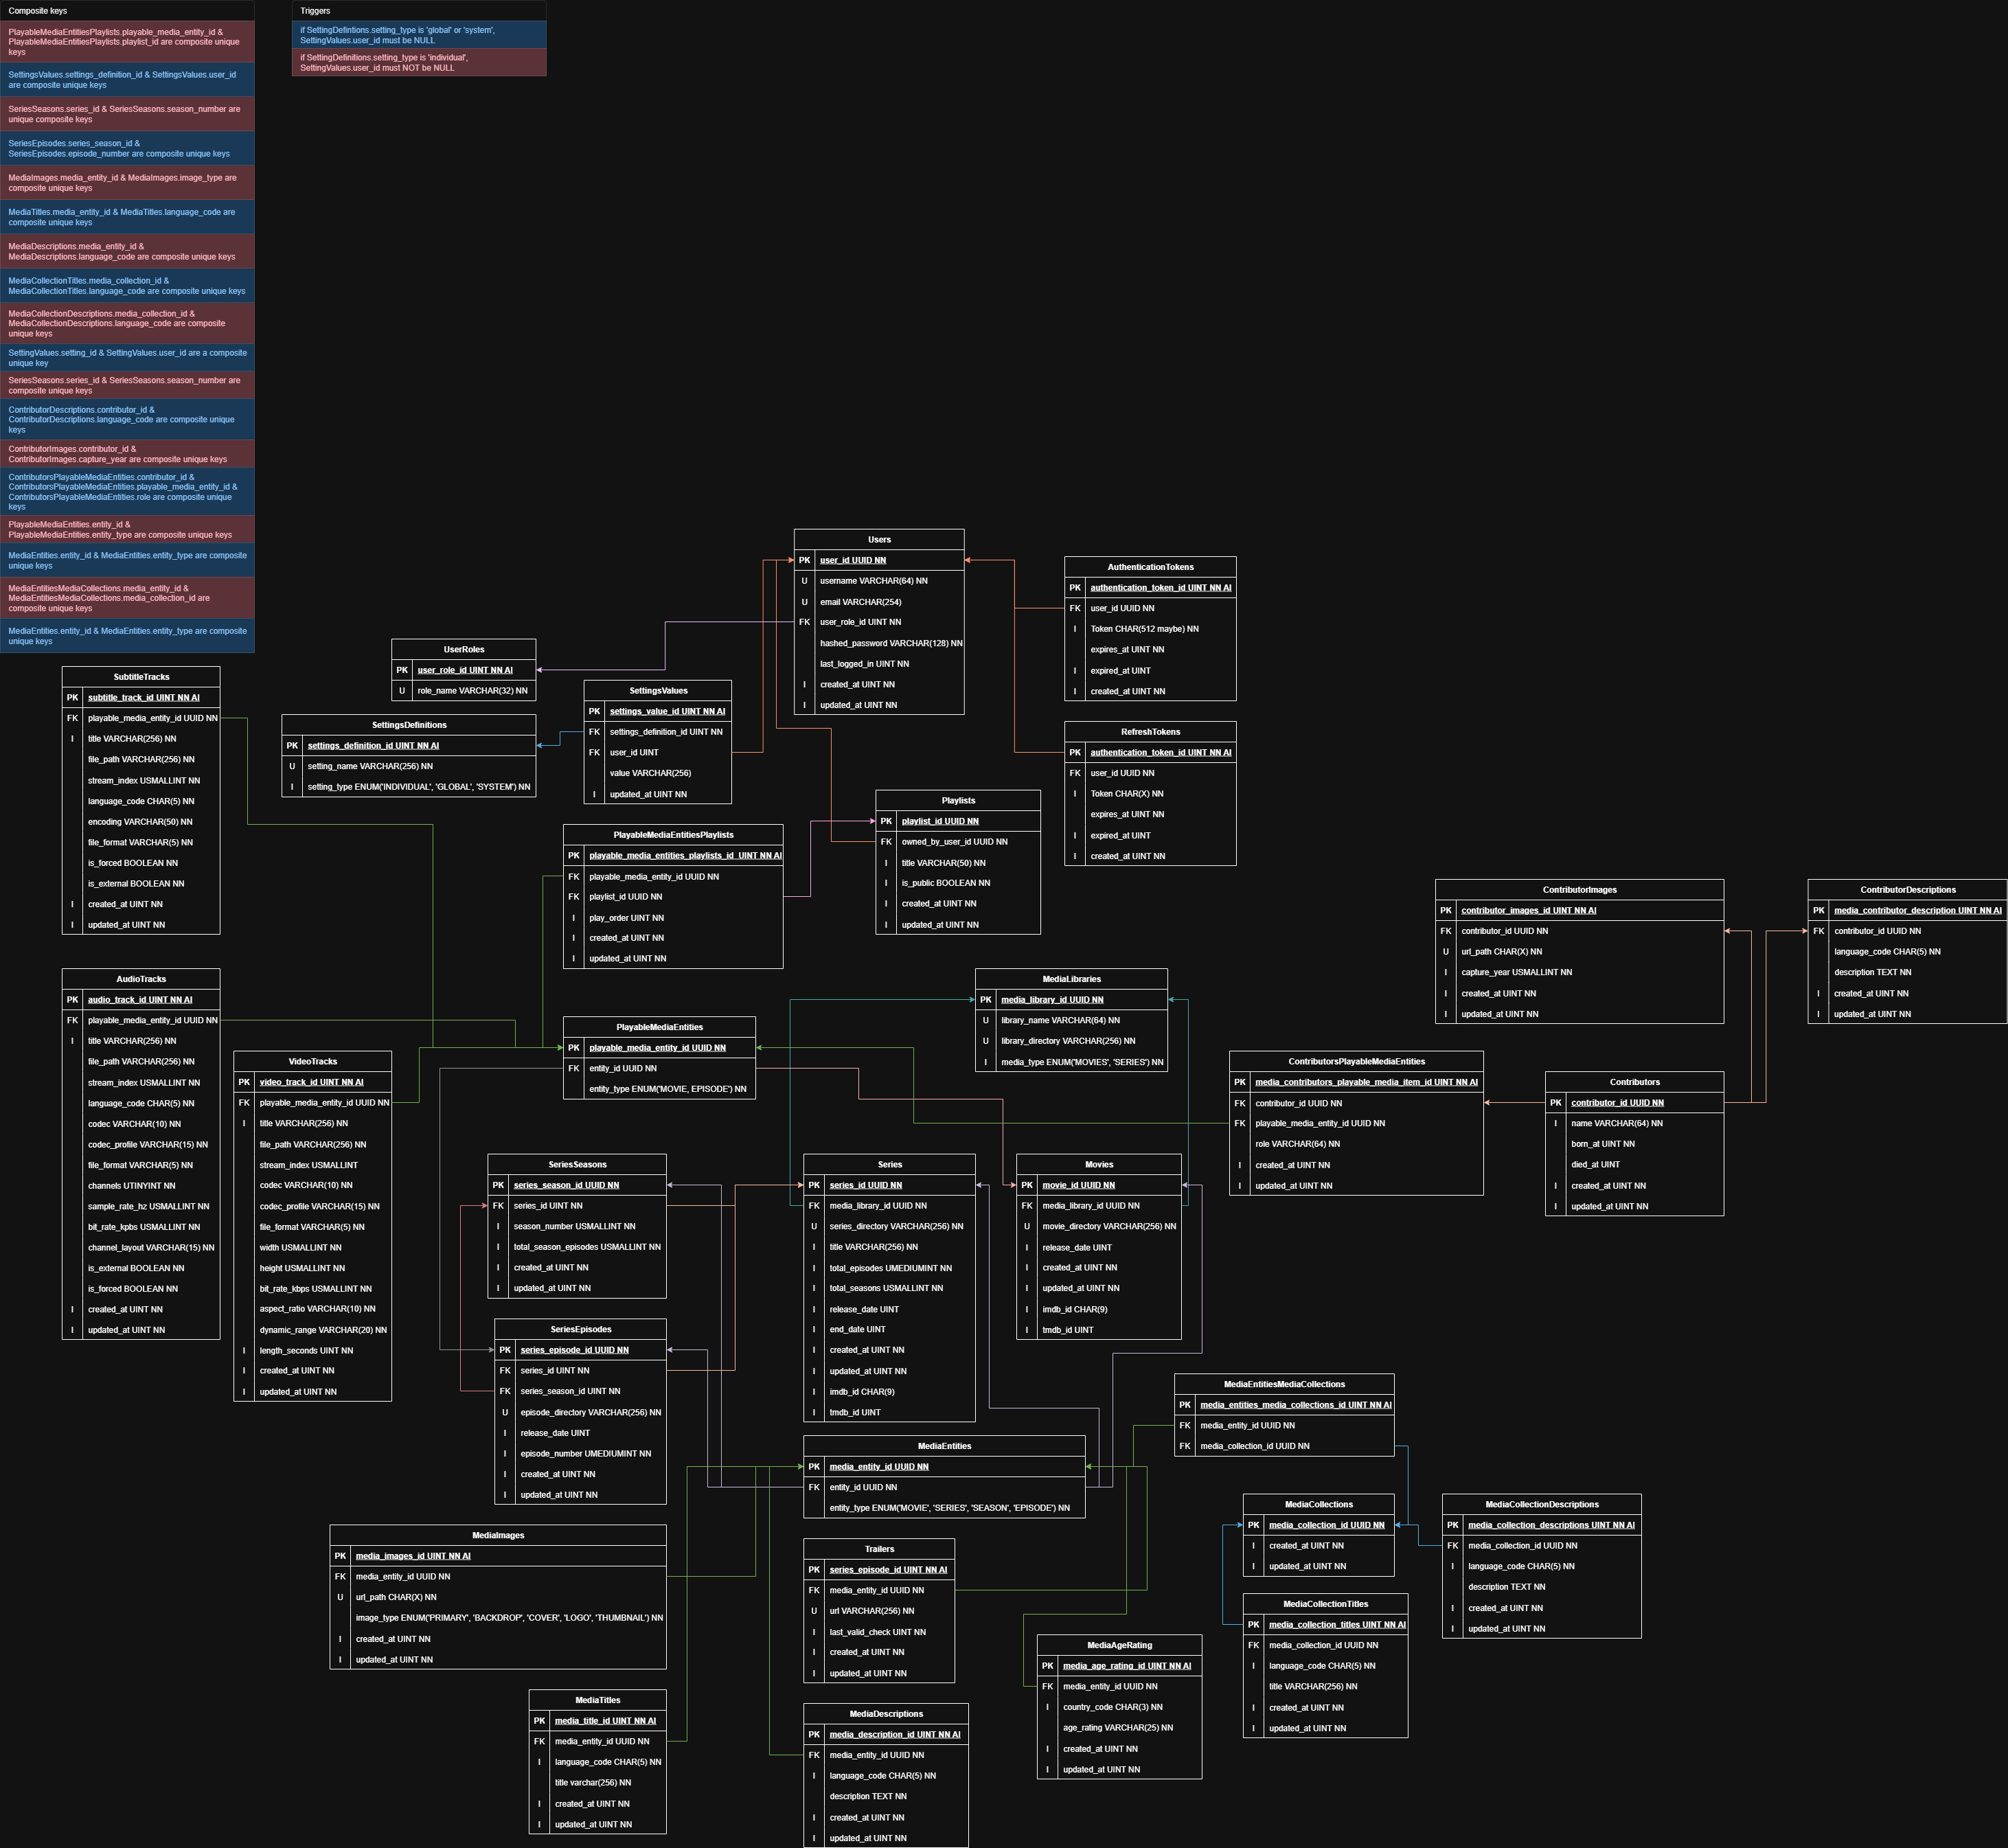 Composite keys
PlayableMediaEntitiesPlaylists.playable_media_entity_id &
PlayableMediaEntitiesPlaylists.playlist_id are composite unique
keys
SettingsValues.settings_definition_id & SettingsValues.user_id
are composite unique keys
SeriesSeasons.series_id & SeriesSeasons.season_number are
unique composite keys
SeriesEpisodes.series_season_id &
SeriesEpisodes.episode_number are composite unique keys
MediaImages.media_entity_id & MediaImages.image_type are
composite unique keys
MediaTitles.media_entity_id & MediaTitles.language_code are
composite unique keys
MediaDescriptions.media_entity_id &
MediaDescriptions.language_code are composite unique keys
MediaCollectionTitles.media_collection_id &
MediaCollectionTitles.language_code are composite unique keys
MediaCollectionDescriptions.media_collection_id &
MediaCollectionDescriptions.language_code are composite
unique keys
SettingValues.setting_id & SettingValues.user_id are a composite
unique key
SeriesSeasons.series_id & SeriesSeasons.season_number are
composite unique keys
ContributorDescriptions.contributor_id &
ContributorDescriptions.language_code are composite unique
keys
ContributorImages.contributor_id &
ContributorImages.capture_year are composite unique keys
ContributorsPlayableMediaEntities.contributor_id &
ContributorsPlayableMediaEntities.playable_media_entity_id &
ContributorsPlayableMediaEntities.role are composite unique
keys
PlayableMediaEntities.entity_id &
PlayableMediaEntities.entity_type are composite unique keys
MediaEntities.entity_id & MediaEntities.entity_type are composite
unique keys
MediaEntitiesMediaCollections.media_entity_id &
MediaEntitiesMediaCollections.media_collection_id are
composite unique keys
MediaEntities.entity_id & MediaEntities.entity_type are composite
unique keys
Triggers
if SettingDefintions.setting_type is 'global' or 'system',
SettingValues.user_id must be NULL
if SettingDefinitions.setting_type is 'individual',
SettingValues.user_id must NOT be NULL
Users
PK user_id UUID NN
U username VARCHAR(64) NN
U email VARCHAR(254)
FK user_role_id UINT NN
hashed_password VARCHAR(128) NN
last_logged_in UINT NN
I created_at UINT NN
I updated_at UINT NN
AuthenticationTokens
PK authentication_token_id UINT NN AI
FK user_id UUID NN
I Token CHAR(512 maybe) NN
expires_at UINT NN
I expired_at UINT
I created_at UINT NN
UserRoles
PK user_role_id UINT NN AI
U role_name VARCHAR(32) NN
SettingsValues
PK settings_value_id UINT NN AI
FK settings_definition_id UINT NN
FK user_id UINT
value VARCHAR(256)
I updated_at UINT NN
SettingsDefinitions
PK settings_definition_id UINT NN AI
U setting_name VARCHAR(256) NN
I setting_type ENUM('INDIVIDUAL', 'GLOBAL', 'SYSTEM') NN
RefreshTokens
PK authentication_token_id UINT NN AI
FK user_id UUID NN
I Token CHAR(X) NN
expires_at UINT NN
I expired_at UINT
I created_at UINT NN
SubtitleTracks
PK subtitle_track_id UINT NN AI
FK playable_media_entity_id UUID NN
I title VARCHAR(256) NN
file_path VARCHAR(256) NN
stream_index USMALLINT NN
language_code CHAR(5) NN
encoding VARCHAR(50) NN
file_format VARCHAR(5) NN
is_forced BOOLEAN NN
is_external BOOLEAN NN
I created_at UINT NN
I updated_at UINT NN
PlayableMediaEntitiesPlaylists
PK playable_media_entities_playlists_id UINT NN AI
FK playable_media_entity_id UUID NN
FK playlist_id UUID NN
I play_order UINT NN
I created_at UINT NN
I updated_at UINT NN
Playlists
PK playlist_id UUID NN
FK owned_by_user_id UUID NN
I title VARCHAR(50) NN
I is_public BOOLEAN NN
I created_at UINT NN
I updated_at UINT NN
ContributorImages
PK contributor_images_id UINT NN AI
FK contributor_id UUID NN
U url_path CHAR(X) NN
I capture_year USMALLINT NN
I created_at UINT NN
I updated_at UINT NN
ContributorDescriptions
PK media_contributor_description UINT NN AI
FK contributor_id UUID NN
language_code CHAR(5) NN
description TEXT NN
I created_at UINT NN
I updated_at UINT NN
AudioTracks
PK audio_track_id UINT NN AI
FK playable_media_entity_id UUID NN
I title VARCHAR(256) NN
file_path VARCHAR(256) NN
stream_index USMALLINT NN
language_code CHAR(5) NN
codec VARCHAR(10) NN
codec_profile VARCHAR(15) NN
file_format VARCHAR(5) NN
channels UTINYINT NN
sample_rate_hz SMALLINT NN
bit_rate_kpbs USMALLINT NN
channel_layout VARCHAR(15) NN
is_external BOOLEAN NN
is_forced BOOLEAN NN
I created_at UINT NN
I updated_at UINT NN
VideoTracks
PK video_track_id UINT NN AI
FK playable_media_entity_id UUID NN
I title VARCHAR(256) NN
file_path VARCHAR(256) NN
stream_index USMALLINT
codec VARCHAR(10) NN
codec_profile VARCHAR(15) NN
file_format VARCHAR(5) NN
width USMALLINT NN
height USMALLINT NN
bit_rate_kbps USMALLINT NN
aspect_ratio VARCHAR(10) NN
dynamic_range VARCHAR(20) NN
I length_seconds UINT NN
I created_at UINT NN
I updated_at UINT NN
PlayableMediaEntities
PK playable_media_entity_id UUID NN
FK entity_id UUID NN
entity_type ENUM('MOVIE, EPISODE') NN
MediaLibraries
PK media_library_id UUID NN
U library_name VARCHAR(64) NN
U library_directory VARCHAR(256) NN
I media_type ENUM('MOVIES', 'SERIES') NN
ContributorsPlayableMediaEntities
PK media_contributors_playable_media_item_id UINT NN AI
FK contributor_id UUID NN
FK playable_media_entity_id UUID NN
role VARCHAR(64) NN
I created_at UINT NN
I updated_at UINT NN
Contributors
PK contributor_id UUID NN
I name VARCHAR(64) NN
born_at UINT NN
died_at UINT
I created_at UINT NN
I updated_at UINT NN
SeriesSeasons
PK series_season_id UUID NN
FK series_id UINT NN
I season_number USMALLINT NN
I total_season_episodes USMALLINT NN
I created_at UINT NN
I updated_at UINT NN
Series
PK series_id UUID NN
FK media_library_id UUID NN
U series_directory VARCHAR(256) NN
I title VARCHAR(256) NN
I total_episodes UMEDIUMINT NN
I total_seasons USMALLINT NN
I release_date UINT
I end_date UINT
I created_at UINT NN
I updated_at UINT NN
I imdb_id CHAR(9)
I tmdb_id UINT
Movies
PK movie_id UUID NN
FK media_library_id UUID NN
U movie_directory VARCHAR(256) NN
I release_date UINT
I created_at UINT NN
I updated_at UINT NN
I imdb_id CHAR(9)
I tmdb_id UINT
SeriesEpisodes
PK series_episode_id UUID NN
FK series_id UINT NN
FK series_season_id UINT NN
U episode_directory VARCHAR(256) NN
I release_date UINT
I episode_number UMEDIUMINT NN
I created_at UINT NN
I updated_at UINT NN
MediaEntitiesMediaCollections
PK media_entities_media_collections_id UINT NN AI
FK media_entity_id UUID NN
FK media_collection_id UUID NN
MediaEntities
PK media_entity_id UUID NN
FK entity_id UUID NN
entity_type ENUM('MOVIE', 'SERIES', 'SEASON', 'EPISODE') NN
MediaCollections
PK media_collection_id UUID NN
I created_at UINT NN
I updated_at UINT NN
MediaCollectionDescriptions
PK media_collection_descriptions UINT NN AI
FK media_collection_id UUID NN
I language_code CHAR(5) NN
description TEXT NN
I created_at UINT NN
I updated_at UINT NN
MediaImages
PK media_images_id UINT NN AI
FK media_entity_id UUID NN
U url_path CHAR(X) NN
image_type ENUM('PRIMARY', 'BACKDROP', 'COVER', 'LOGO', 'THUMBNAIL') NN
I created_at UINT NN
I updated_at UINT NN
Trailers
PK series_episode_id UINT NN AI
FK media_entity_id UUID NN
U url VARCHAR(256) NN
I last_valid_check UINT NN
I created_at UINT NN
I updated_at UINT NN
MediaCollectionTitles
PK media_collection_titles UINT NN AI
FK media_collection_id UUID NN
I language_code CHAR(5) NN
title VARCHAR(256) NN
I created_at UINT NN
I updated_at UINT NN
MediaAgeRating
PK media_age_rating_id UINT NN AI
FK media_entity_id UUID NN
I country_code CHAR(3) NN
age_rating VARCHAR(25) NN
I created_at UINT NN
I updated_at UINT NN
MediaTitles
PK media_title_id UINT NN AI
FK media_entity_id UUID NN
I language_code CHAR(5) NN
title varchar(256) NN
I created_at UINT NN
I updated_at UINT NN
MediaDescriptions
PK media_description_id UINT NN AI
FK media_entity_id UUID NN
I language_code CHAR(5) NN
description TEXT NN
I created_at UINT NN
I updated_at UINT NN